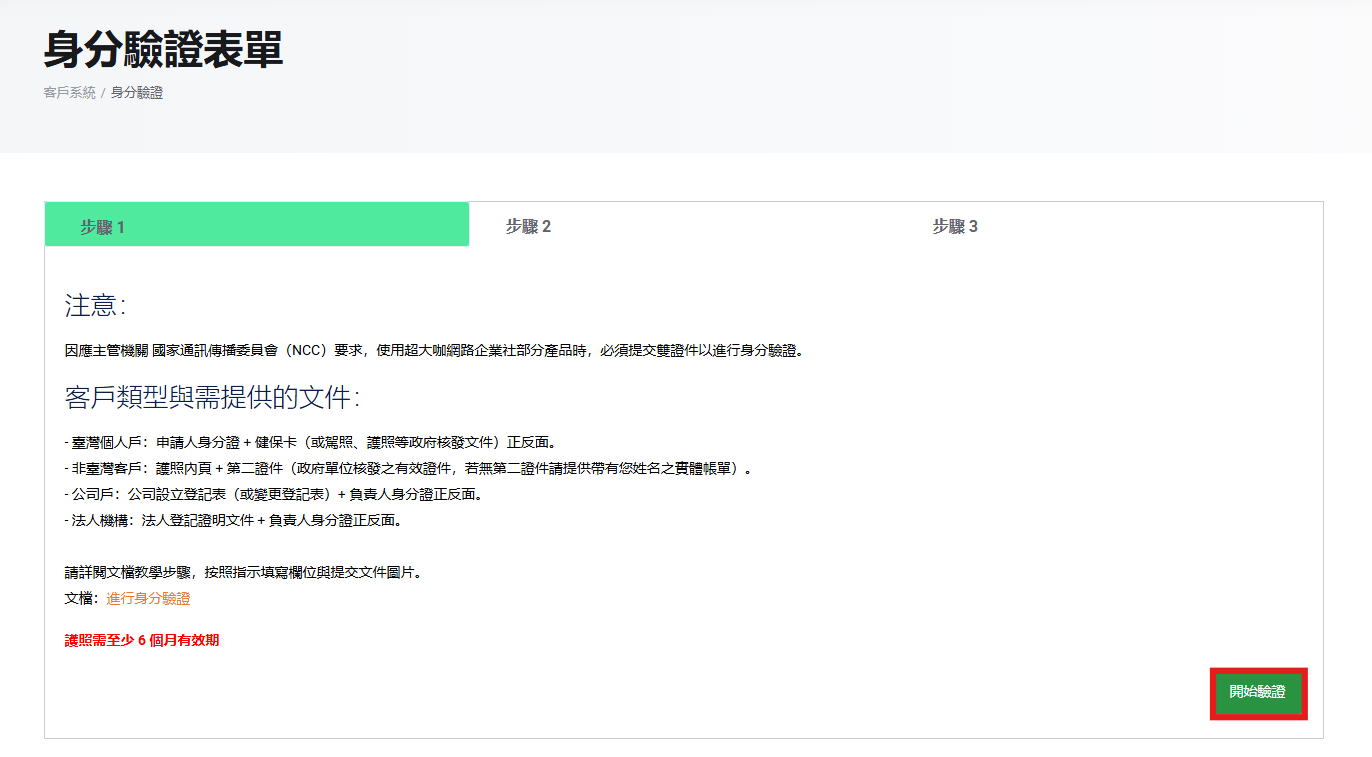 身分驗證表單
客戶系統 / 身分驗證
步驟 1
步驟 2
步驟 3
注意：
因應主管機關 國家通訊傳播委員會（NCC）要求，使用超大咖網路企業社部分產品時，必須提交雙證件以進行身分驗證。
客戶類型與需提供的文件：
- 臺灣個人戶：申請人身分證 + 健保卡（或駕照、護照等政府核發文件）正反面。
- 非臺灣客戶：護照內頁 + 第二證件（政府單位核發之有效證件，若無第二證件請提供帶有您姓名之實體帳單）。
- 公司戶：公司設立登記表（或變更登記表）+ 負責人身分證正反面。
- 法人機構：法人登記證明文件 + 負責人身分證正反面。
請詳閱文檔教學步驟，按照指示填寫欄位與提交文件圖片。
文檔：進行身分驗證
護照需至少 6 個月有效期
開始驗證